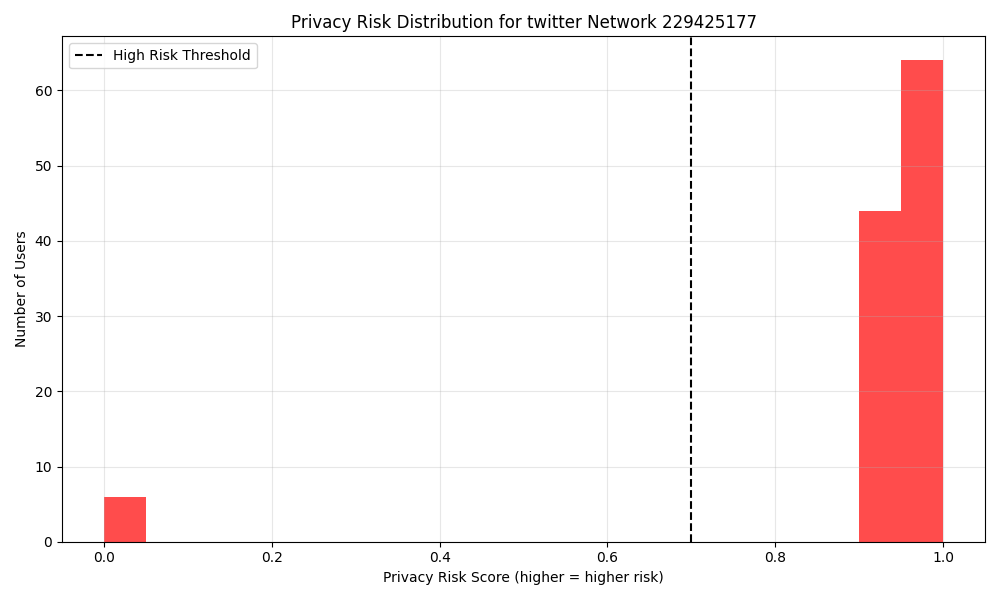 Privacy Risk Distribution for twitter Network 229425177
High Risk Threshold
Number of Users
60
50
40
30
20
10
0
0.0 0.2 0.4 0.6 0.8 1.0
Privacy Risk Score (higher = higher risk)